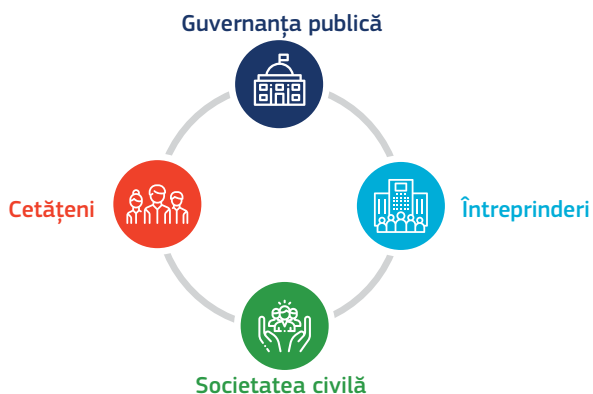 Guvernanța publică
Cetățeni
Întreprinderi
Societatea civilă